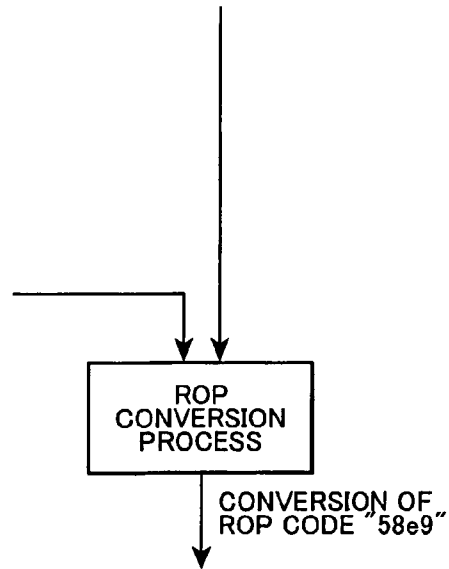 ROP
CONVERSION
PROCESS
CONVERSION OF
ROP CODE "58e9"